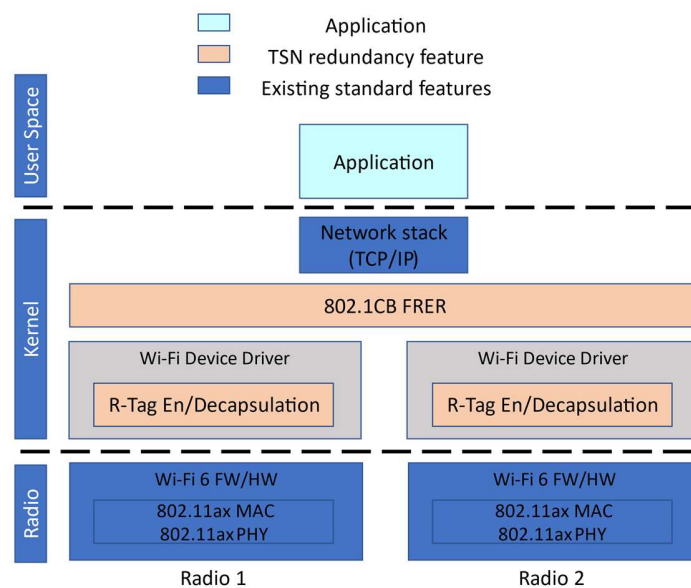 Application
TSN redundancy feature
Existing standard features
User Space
Application
Kernel
Network stack
(TCP/IP)
802.1CB FRER
Wi-Fi Device Driver
R-Tag En/Decapsulation
Wi-Fi Device Driver
R-Tag En/Decapsulation
Radio
Wi-Fi 6 FW/HW
802.11ax MAC
802.11ax PHY
Wi-Fi 6 FW/HW
802.11ax MAC
802.11ax PHY
Radio 1
Radio 2